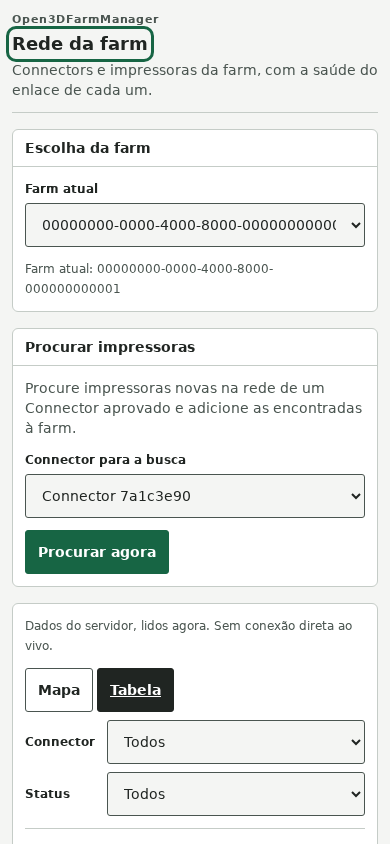 Open3DFarmManager
Rede da farm
Connectors e impressoras da farm, com a saúde do
enlace de cada um.
Escolha da farm
Farm atual
00000000-0000-4000-8000-00000000000
Farm atual: 00000000-0000-4000-8000-
000000000001
Procurar impressoras
Procure impressoras novas na rede de um
Connector aprovado e adicione as encontradas
à farm.
Connector para a busca
Connector 7a1c3e90
Procurar agora
Dados do servidor, lidos agora. Sem conexão direta ao
vivo.
Mapa Tabela
Connector Todos
Status Todos